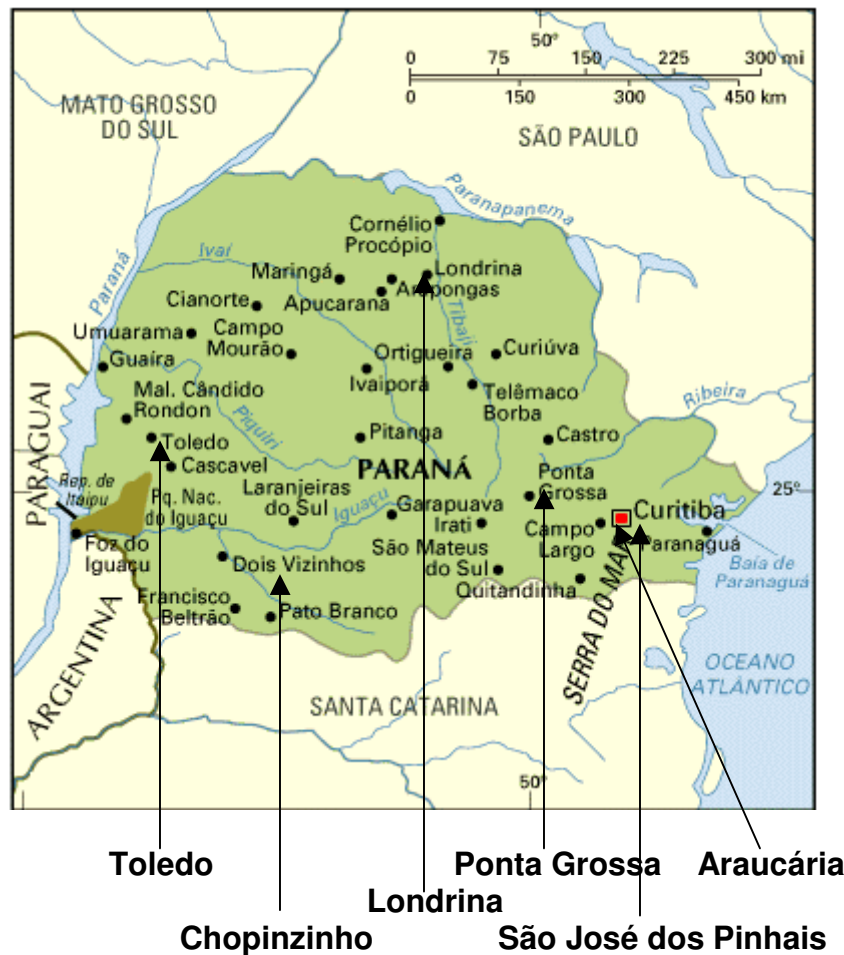 50°
0 75 150 225 300 mi
0 150 300 450 km
MATO GROSSO
DO SUL
SÃO PAULO
Paranapanema
Cornélio
Procópio
Ivaí
Paraná
Maringá
Londrina
Arapongas
Apucarana
Cianorte
Tibaji
Umuarama
Campo
Mourão
Guaíra
Ortigueira
Curiúva
Ivaiporã
Telêmaco
Borba
Mal. Cândido
Rondon
Piquiri
Ribeira
PARAGUAI
Toledo
Pitanga
Castro
Cascavel
PARANÁ
Ponta
Grossa
25°
Rep. de
Itaipu
Pq. Nac.
do Iguaçu
Laranjeiras
do Sul
Iguaçu
Garapuava
Irati
Curitiba
Campo
Largo
Paranaguá
Foz do
Iguaçu
São Mateus
do Sul
Baía de
Paranaguá
Dois Vizinhos
Quitandinha
Francisco
Beltrão
Pato Branco
SERRA DO MAR
ARGENTINA
SANTA CATARINA
OCEANO
ATLÂNTICO
50°
Toledo
Ponta Grossa
Araucária
Londrina
Chopinzinho
São José dos Pinhais